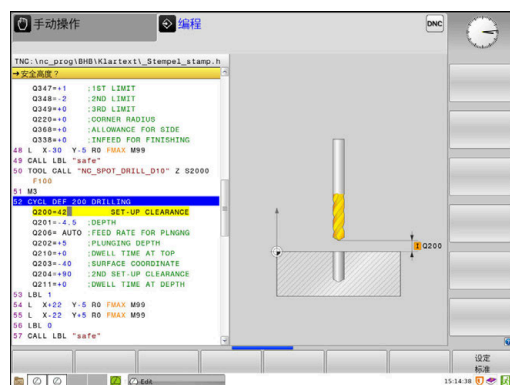 手动操作
编程
DNC
TNC:\nc_prog\BHB\Klartext\_Stempel_stamp.h
→安全高度?
Q347=+1 ;1ST LIMIT
Q348=-2 ;2ND LIMIT
Q349=+0 ;3RD LIMIT
Q220=+0 ;CORNER RADIUS
Q368=+0 ;ALLOWANCE FOR SIDE
Q338=+0 ;INFEED FOR FINISHING
48 L X-30 Y-5 R0 FMAX M99
49 CALL LBL "safe"
50 TOOL CALL "NC_SPOT_DRILL_D10" Z S2000
F100
51 M3
52 CYCL DEF 200 DRILLING
Q200=42 SET-UP CLEARANCE
Q201=-4.5 ;DEPTH
Q206= AUTO ;FEED RATE FOR PLNGNG
Q202=+5 ;PLUNGING DEPTH
Q210=+0 ;DWELL TIME AT TOP
Q203=-40 ;SURFACE COORDINATE
Q204=+90 ;2ND SET-UP CLEARANCE
Q211=+0 ;DWELL TIME AT DEPTH
53 LBL 1
54 L X+22 Y-5 R0 FMAX M99
55 L X-22 Y+5 R0 FMAX M99
56 LBL 0
57 CALL LBL "safe"
I Q200
设定
标准
Edit
15:14:38